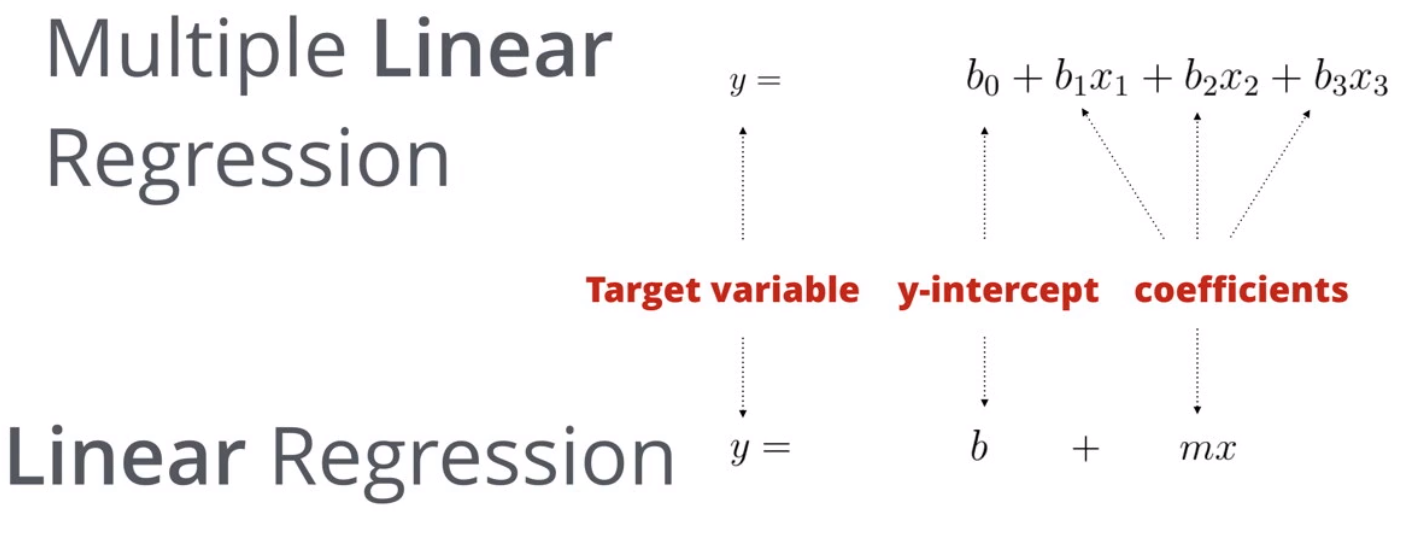 Multiple Linear
Regression
y = b₀ + b₁x₁ + b₂x₂ + b₃x₃
Target variable y-intercept coefficients
Linear Regression
y = b + mx